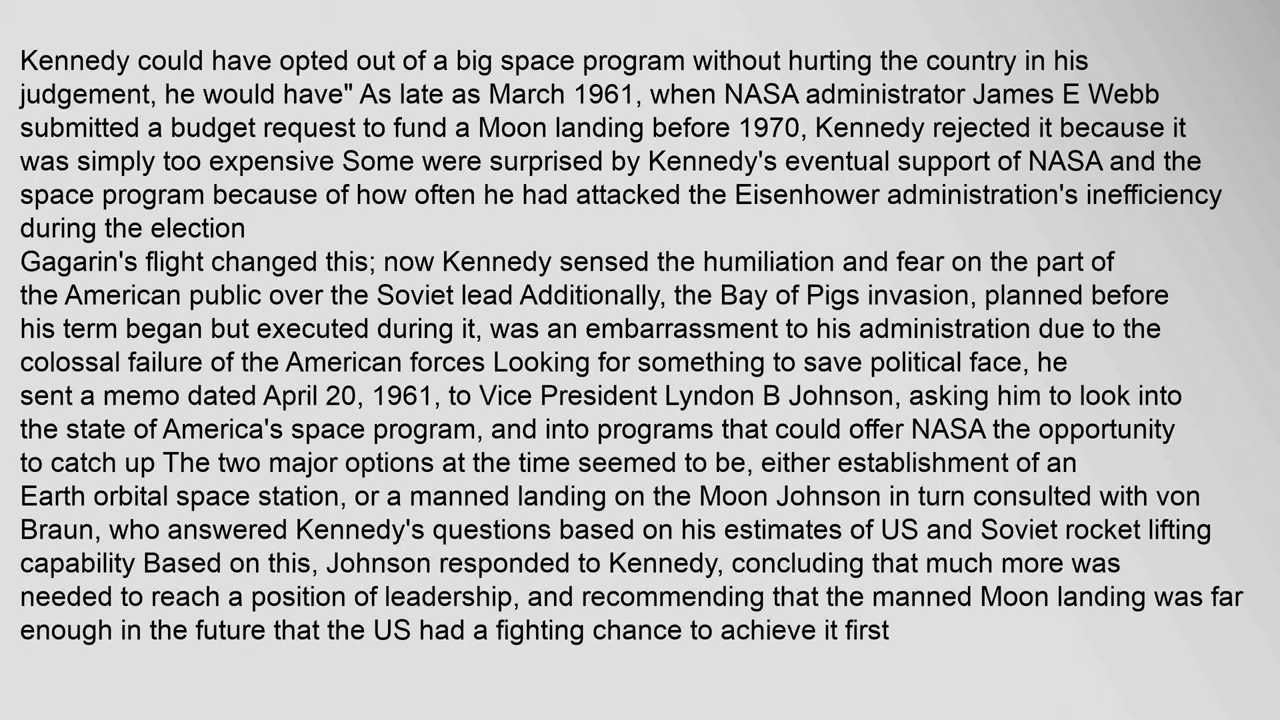 Kennedy could have opted out of a big space program without hurting the country in his
judgement, he would have" As late as March 1961, when NASA administrator James E Webb
submitted a budget request to fund a Moon landing before 1970, Kennedy rejected it because it
was simply too expensive Some were surprised by Kennedy's eventual support of NASA and the
space program because of how often he had attacked the Eisenhower administration's inefficiency
during the election
Gagarin's flight changed this; now Kennedy sensed the humiliation and fear on the part of
the American public over the Soviet lead Additionally, the Bay of Pigs invasion, planned before
his term began but executed during it, was an embarrassment to his administration due to the
colossal failure of the American forces Looking for something to save political face, he
sent a memo dated April 20, 1961, to Vice President Lyndon B Johnson, asking him to look into
the state of America's space program, and into programs that could offer NASA the opportunity
to catch up The two major options at the time seemed to be, either establishment of an
Earth orbital space station, or a manned landing on the Moon Johnson in turn consulted with von
Braun, who answered Kennedy's questions based on his estimates of US and Soviet rocket lifting
capability Based on this, Johnson responded to Kennedy, concluding that much more was
needed to reach a position of leadership, and recommending that the manned Moon landing was far
enough in the future that the US had a fighting chance to achieve it first